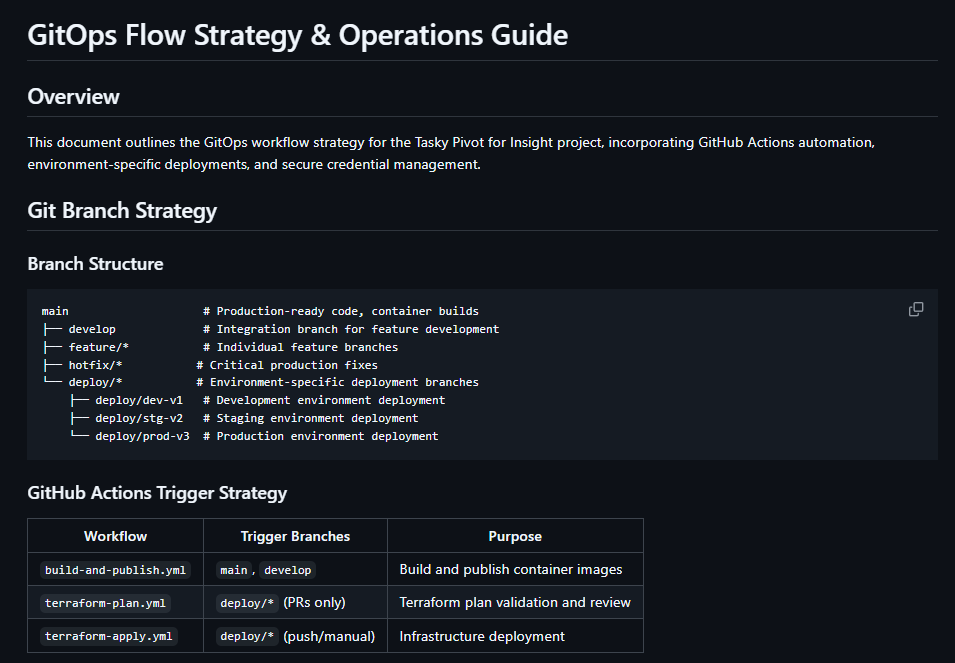 GitOps Flow Strategy & Operations Guide
Overview
This document outlines the GitOps workflow strategy for the Tasky Pivot for Insight project, incorporating GitHub Actions automation,
environment-specific deployments, and secure credential management.
Git Branch Strategy
Branch Structure
main                    # Production-ready code, container builds
├── develop             # Integration branch for feature development
├── feature/*           # Individual feature branches
├── hotfix/*           # Critical production fixes
└── deploy/*           # Environment-specific deployment branches
    ├── deploy/dev-v1   # Development environment deployment
    ├── deploy/stg-v2   # Staging environment deployment
    └── deploy/prod-v3  # Production environment deployment
GitHub Actions Trigger Strategy
Workflow Trigger Branches Purpose
build-and-publish.yml main, develop Build and publish container images
terraform-plan.yml deploy/* (PRs only) Terraform plan validation and review
terraform-apply.yml deploy/* (push/manual) Infrastructure deployment